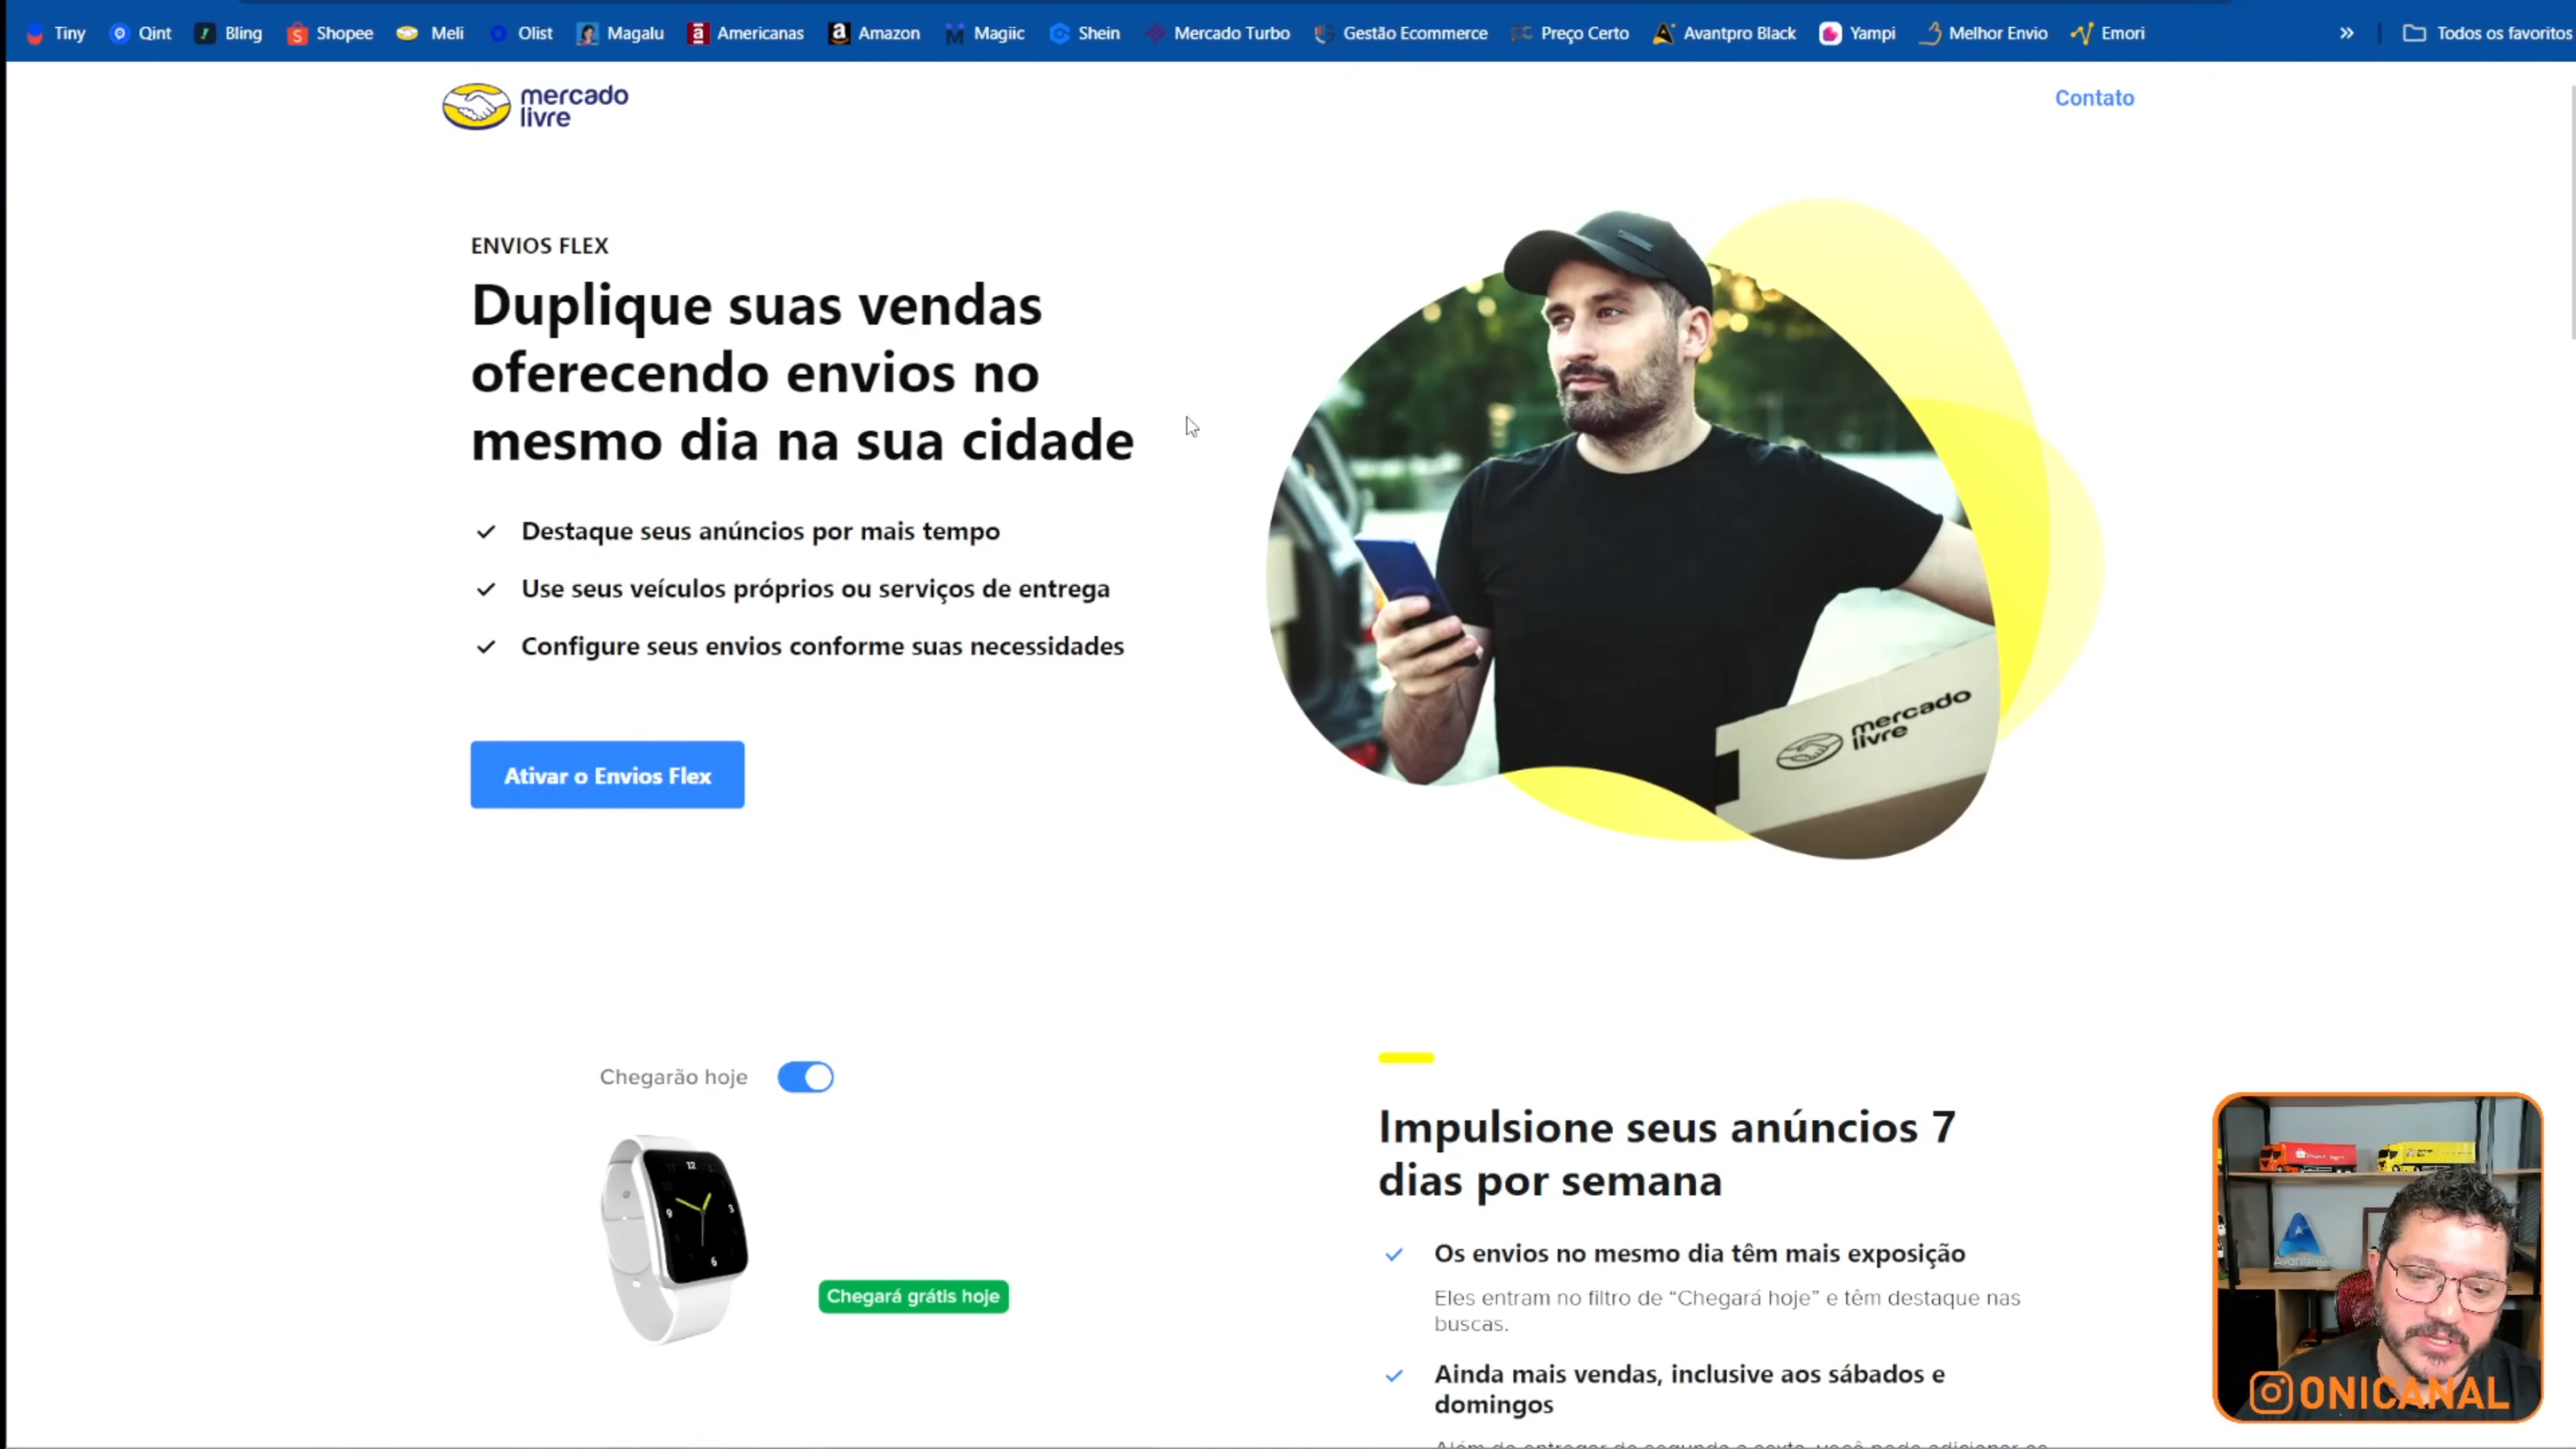 Tiny Qint Bling Shopee Meli Olist Magalu Americanas Amazon Magiic Shein Mercado Turbo Gestão Ecommerce Preço Certo Avantpro Black Yampi Melhor Envio Emori » Todos os favoritos
mercado
livre
Contato
ENVIOS FLEX
Duplique suas vendas
oferecendo envios no
mesmo dia na sua cidade
Destaque seus anúncios por mais tempo
Use seus veículos próprios ou serviços de entrega
Configure seus envios conforme suas necessidades
Ativar o Envios Flex
mercado
livre
Chegarão hoje
12
3
6
9
Chegará grátis hoje
Impulsione seus anúncios 7
dias por semana
Os envios no mesmo dia têm mais exposição
Eles entram no filtro de “Chegará hoje” e têm destaque nas
buscas.
Ainda mais vendas, inclusive aos sábados e
domingos
ONICANAL